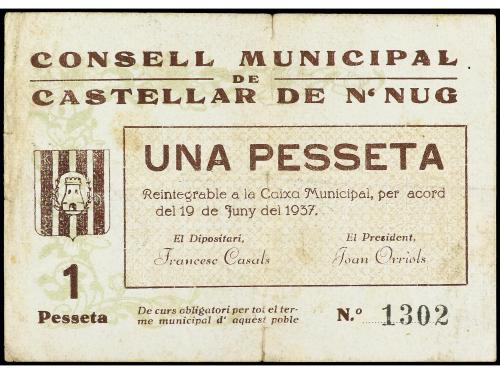 CONSELL MUNICIPAL
DE
CASTELLAR DE N'NUG
UNA PESSETA
Reintegrable a la Caixa Municipal, per acord
del 19 de Juny del 1937.
El Dipositari,
El President,
Francesc Casals
Joan Orriols
1
Pesseta
De curs obligatori per tot el ter-
me municipal d' aquest poble
N.º 1302